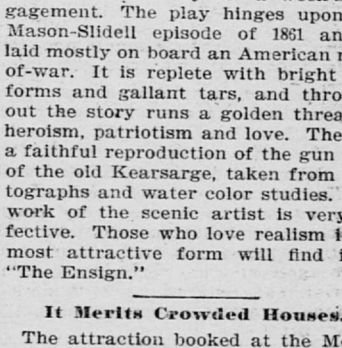 gagement. The play hinges upon
Mason-Slidell episode of 1861 an
laid mostly on board an American
of-war. It is replete with bright
forms and gallant tars, and thro
out the story runs a golden threa
heroism, patriotism and love. The
a faithful reproduction of the gun
of the old Kearsarge, taken from
tographs and water color studies.
work of the scenic artist is very
fective. Those who love realism i
most attractive form will find i
"The Ensign."
It Merits Crowded Houses.
The attraction booked at the Me